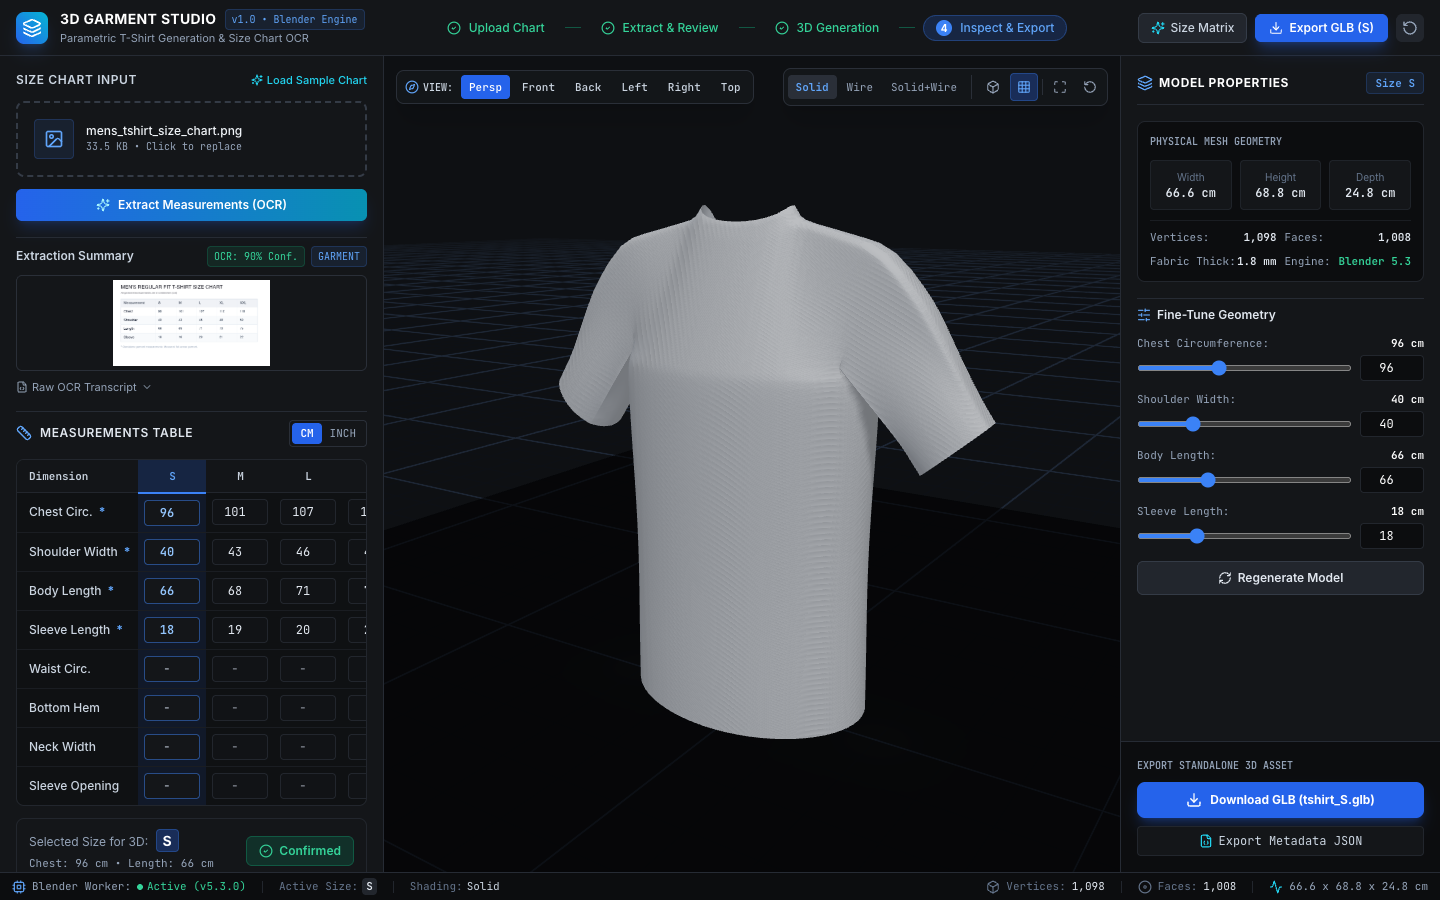 3D GARMENT STUDIO v1.0 • Blender Engine
Parametric T-Shirt Generation & Size Chart OCR
Upload Chart
Extract & Review
3D Generation
4 Inspect & Export
Size Matrix
Export GLB (S)
SIZE CHART INPUT
Load Sample Chart
mens_tshirt_size_chart.png
33.5 KB • Click to replace
Extract Measurements (OCR)
Extraction Summary
OCR: 90% Conf.
GARMENT
MEN'S REGULAR FIT T-SHIRT SIZE CHART
Raw OCR Transcript
MEASUREMENTS TABLE
CM INCH
Dimension S M L
Chest Circ. * 96 101 107
Shoulder Width * 40 43 46
Body Length * 66 68 71
Sleeve Length * 18 19 20
Waist Circ. - - -
Bottom Hem - - -
Neck Width - - -
Sleeve Opening - - -
Selected Size for 3D: S
Chest: 96 cm • Length: 66 cm
Confirmed
VIEW: Persp Front Back Left Right Top
Solid Wire Solid+Wire
MODEL PROPERTIES
Size S
PHYSICAL MESH GEOMETRY
Width Height Depth
66.6 cm 68.8 cm 24.8 cm
Vertices: 1,098 Faces: 1,008
Fabric Thick: 1.8 mm Engine: Blender 5.3
Fine-Tune Geometry
Chest Circumference: 96 cm
96
Shoulder Width: 40 cm
40
Body Length: 66 cm
66
Sleeve Length: 18 cm
18
Regenerate Model
EXPORT STANDALONE 3D ASSET
Download GLB (tshirt_S.glb)
Export Metadata JSON
Blender Worker: Active (v5.3.0) Active Size: S Shading: Solid
Vertices: 1,098 Faces: 1,008 66.6 x 68.8 x 24.8 cm